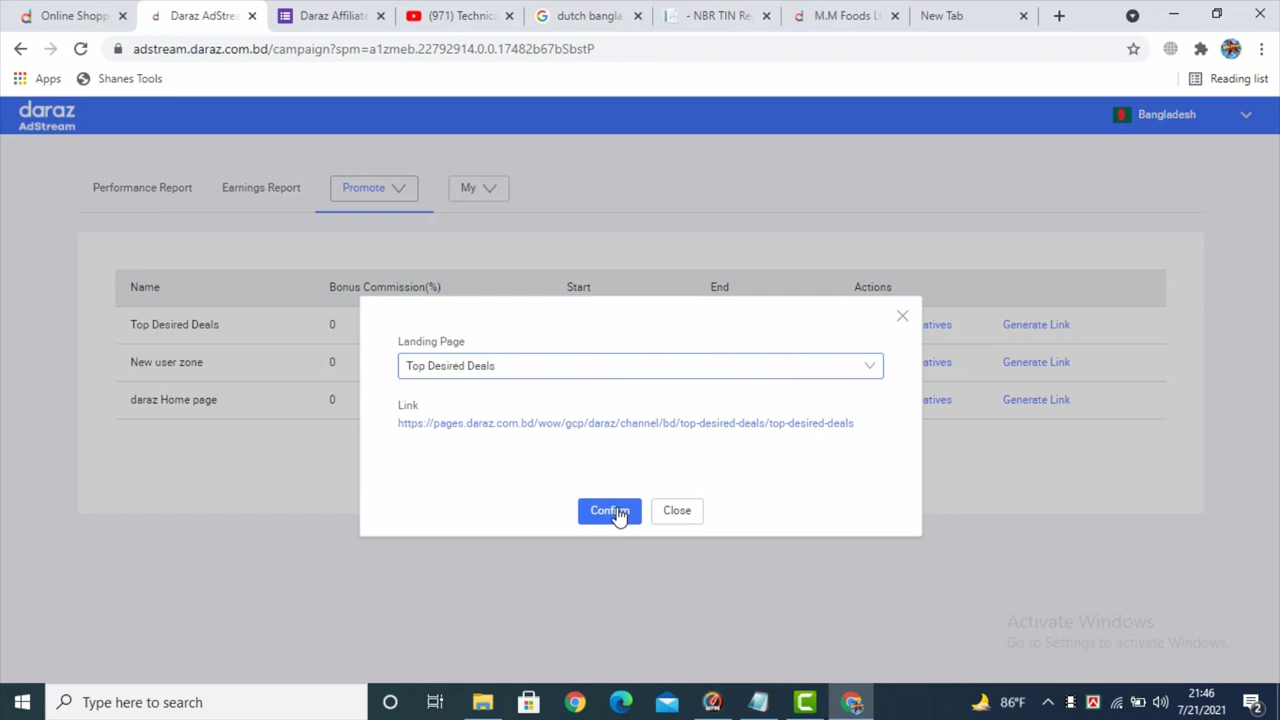 Online Shopp
Daraz AdStrea
Daraz Affiliate
(971) Technica
dutch bangla
- NBR TIN Re
M.M Foods Lt
New Tab
adstream.daraz.com.bd/campaign?spm=a1zmeb.22792914.0.0.17482b67bSbstP
Apps
Shanes Tools
Reading list
daraz
AdStream
Bangladesh
Performance Report
Earnings Report
Promote
My
Name
Bonus Commission(%)
Start
End
Actions
Top Desired Deals
0
atives
Generate Link
New user zone
0
atives
Generate Link
daraz Home page
0
atives
Generate Link
Landing Page
Top Desired Deals
Link
https://pages.daraz.com.bd/wow/gcp/daraz/channel/bd/top-desired-deals/top-desired-deals
Confirm
Close
Activate Windows
Go to Settings to activate Windows.
Type here to search
86°F
21:46
7/21/2021
2